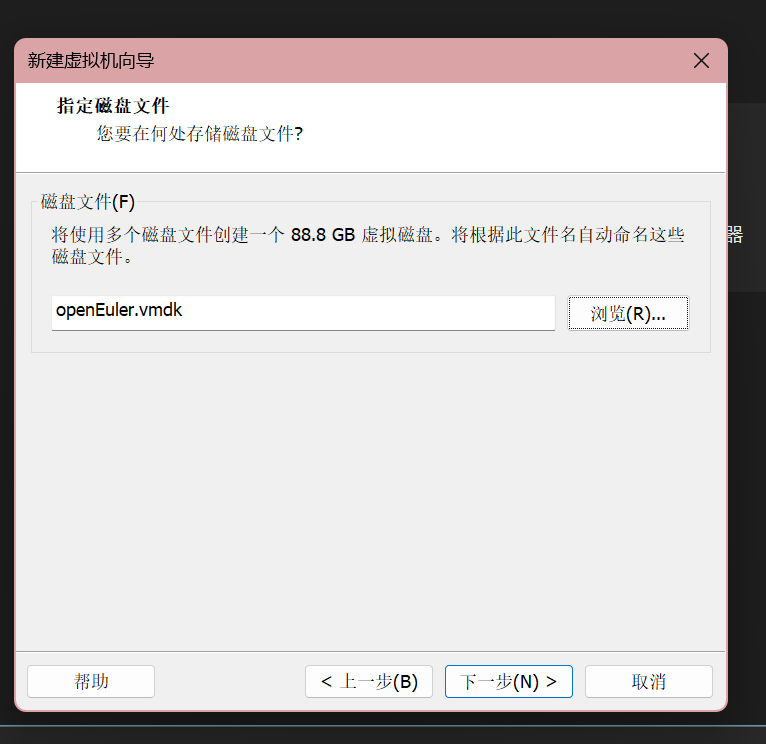 新建虚拟机向导
指定磁盘文件
您要在何处存储磁盘文件?
磁盘文件(F)
将使用多个磁盘文件创建一个 88.8 GB 虚拟磁盘。将根据此文件名自动命名这些
磁盘文件。
器
openEuler.vmdk
浏览(R)...
帮助
< 上一步(B)
下一步(N) >
取消